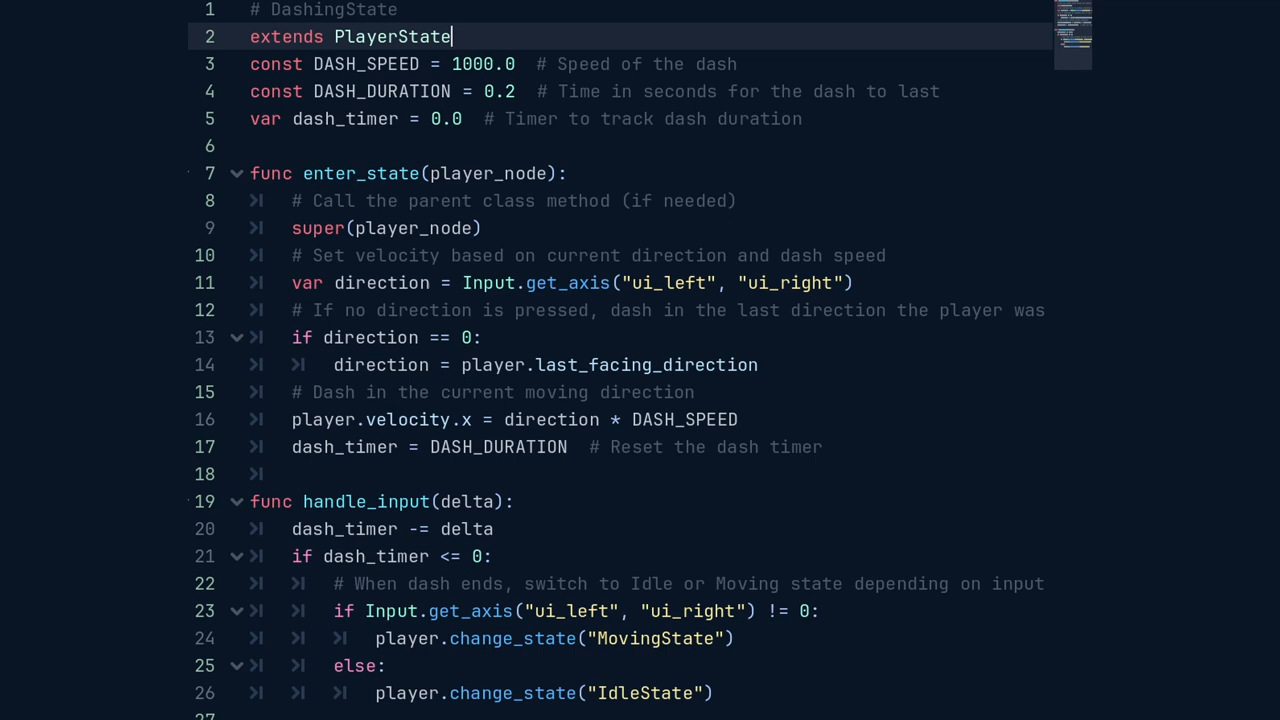 1 # DashingState
2 extends PlayerState
3 const DASH_SPEED = 1000.0  # Speed of the dash
4 const DASH_DURATION = 0.2  # Time in seconds for the dash to last
5 var dash_timer = 0.0  # Timer to track dash duration
6
7 func enter_state(player_node):
8 # Call the parent class method (if needed)
9 super(player_node)
10 # Set velocity based on current direction and dash speed
11 var direction = Input.get_axis("ui_left", "ui_right")
12 # If no direction is pressed, dash in the last direction the player was
13 if direction == 0:
14 direction = player.last_facing_direction
15 # Dash in the current moving direction
16 player.velocity.x = direction * DASH_SPEED
17 dash_timer = DASH_DURATION  # Reset the dash timer
18
19 func handle_input(delta):
20 dash_timer -= delta
21 if dash_timer <= 0:
22 # When dash ends, switch to Idle or Moving state depending on input
23 if Input.get_axis("ui_left", "ui_right") != 0:
24 player.change_state("MovingState")
25 else:
26 player.change_state("IdleState")
27